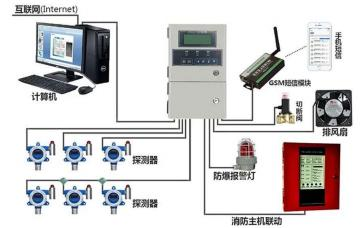 互联网(Internet)
手机短信
计算机
GSM短信模块
切断阀
排风扇
探测器
防爆报警灯
探测器
消防主机联动